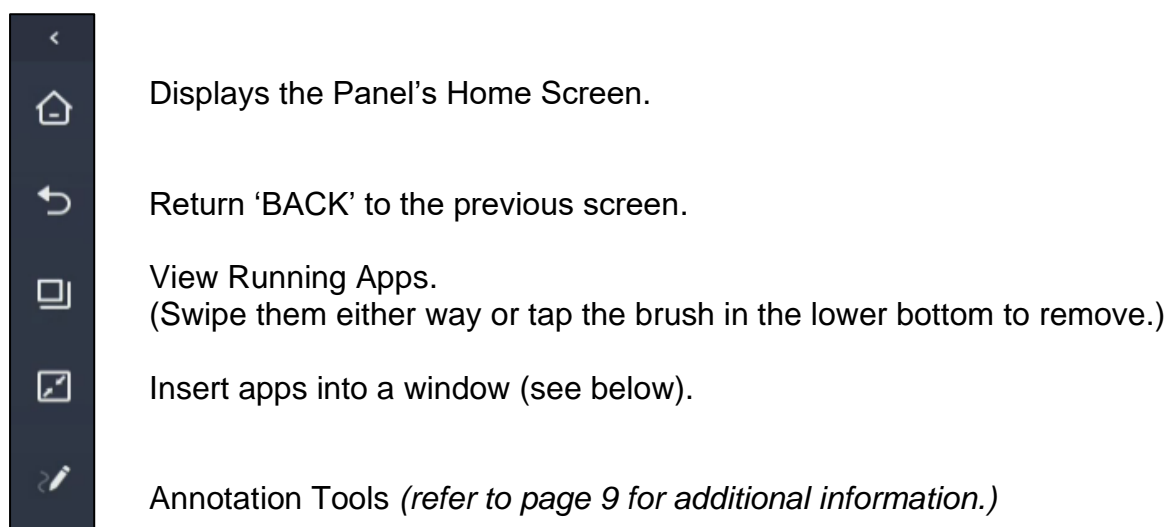 Displays the Panel’s Home Screen.
Return ‘BACK’ to the previous screen.
View Running Apps.
(Swipe them either way or tap the brush in the lower bottom to remove.)
Insert apps into a window (see below).
Annotation Tools (refer to page 9 for additional information.)